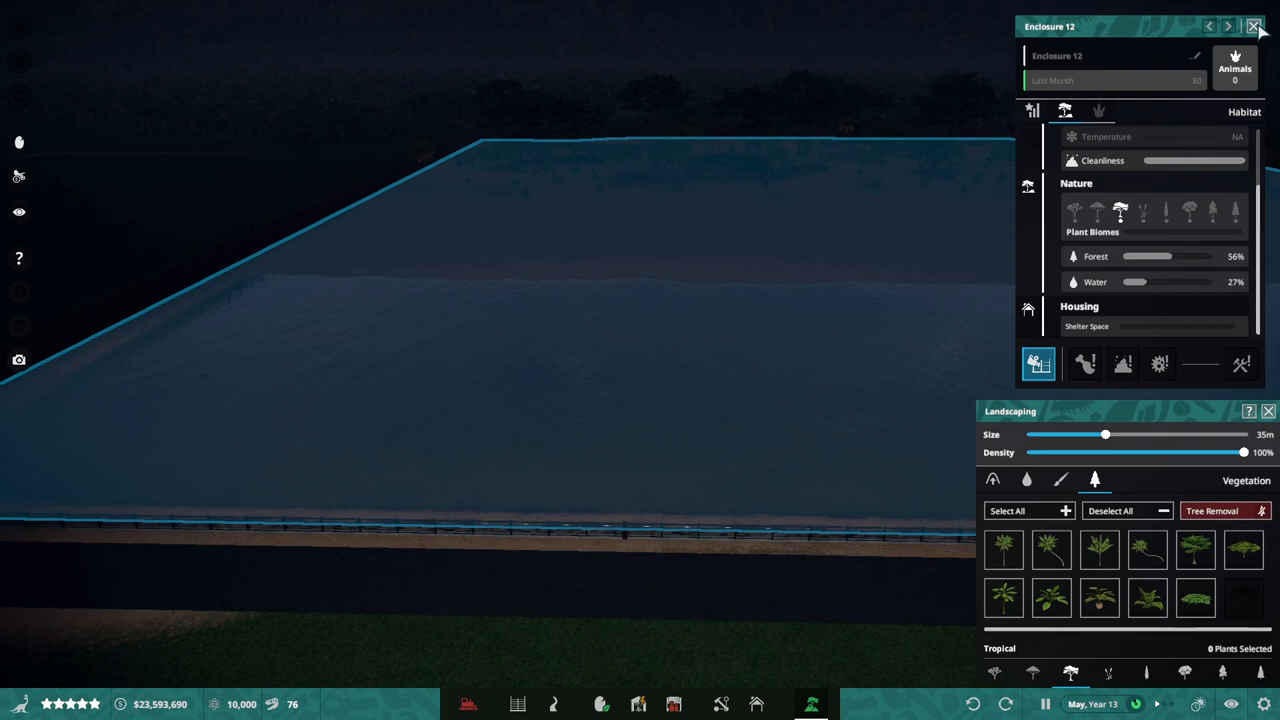 Enclosure 12
Enclosure 12
Last Month $0
Animals
0
Habitat
Temperature NA
Cleanliness
Nature
Plant Biomes
Forest 56%
Water 27%
Housing
Shelter Space
Landscaping
?
Size 35m
Density 100%
Vegetation
Select All
Deselect All
Tree Removal
Tropical 0 Plants Selected
?
$23,593,690
10,000
76
May, Year 13